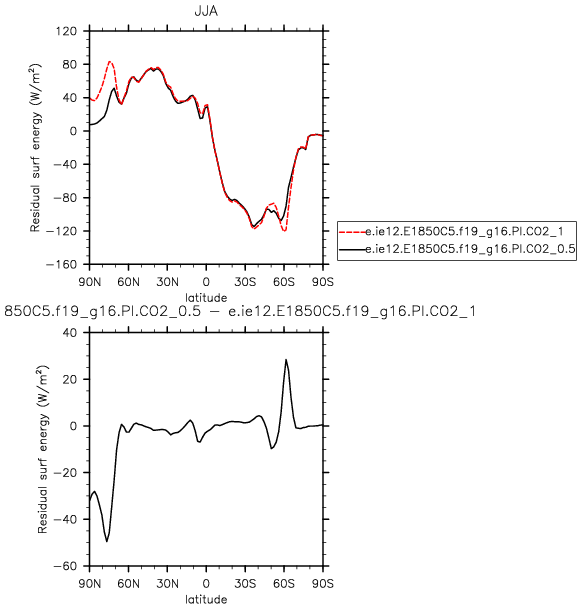 JJA
Residual surf energy (W/m²)
120
80
40
0
−40
−80
−120
−160
90N 60N 30N 0 30S 60S 90S
latitude
e.ie12.E1850C5.f19_g16.PI.CO2_1
e.ie12.E1850C5.f19_g16.PI.CO2_0.5
850C5.f19_g16.PI.CO2_0.5 − e.ie12.E1850C5.f19_g16.PI.CO2_1
Residual surf energy (W/m²)
40
20
0
−20
−40
−60
90N 60N 30N 0 30S 60S 90S
latitude